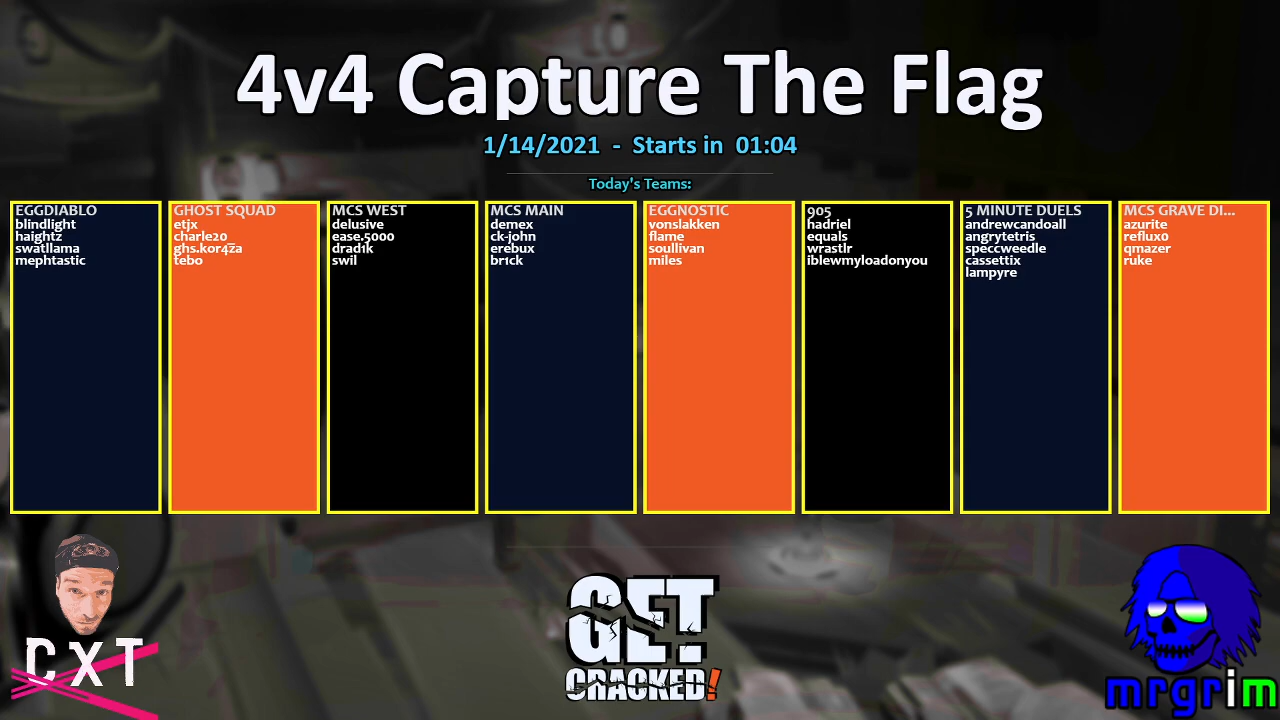 4v4 Capture The Flag
1/14/2021 - Starts in 01:04
Today's Teams:
EGGDIABLO
blindlight
haightz
swatllama
mephtastic
GHOST SQUAD
etjx
charle20
ghs.kor4za
tebo
MCS WEST
delusive
ease.5000
drad1k
swil
MCS MAIN
demex
ck-john
erebux
br1ck
EGGNOSTIC
vonslakken
flame
soullivan
miles
905
hadriel
equals
wrastlr
iblewmyloadonyou
5 MINUTE DUELS
andrewcandoall
angrytetris
speccweedle
cassettix
lampyre
MCS GRAVE DI...
azurite
reflux0
qmazer
ruke
CXT
GET
CRACKED!
mrgrim